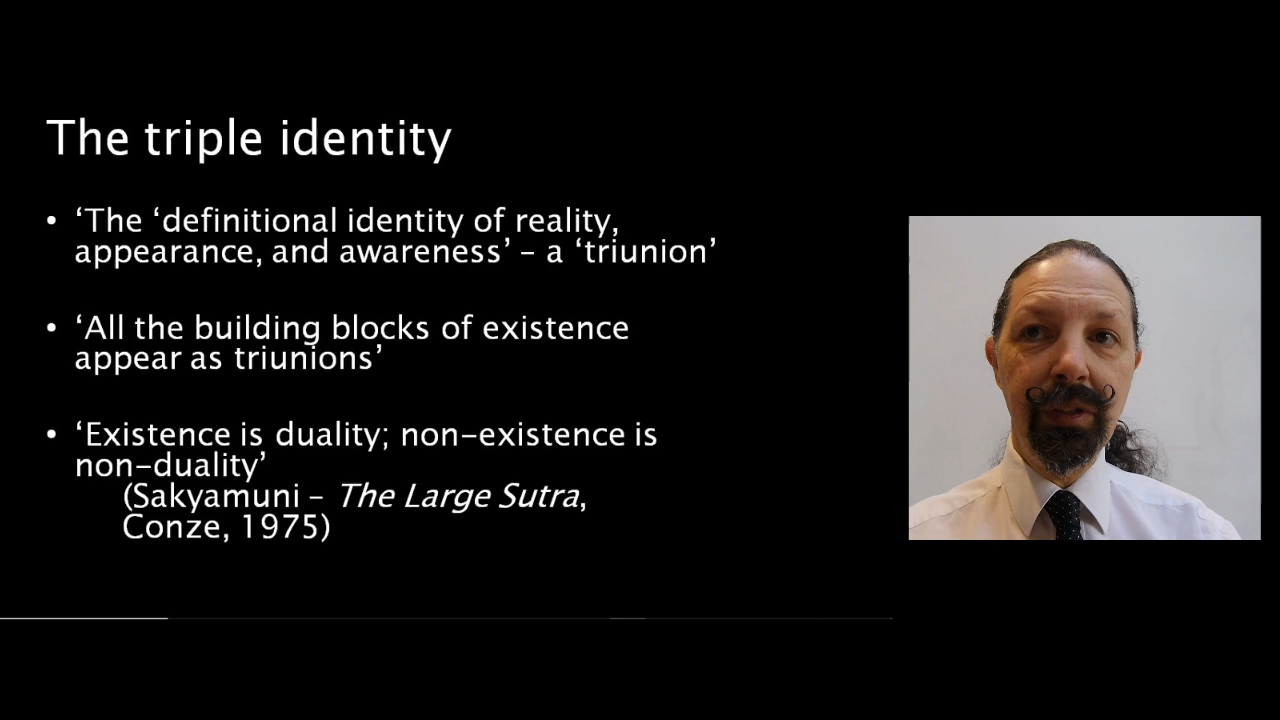 The triple identity
• ‘The ‘definitional identity of reality,
appearance, and awareness’ – a ‘triunion’
• ‘All the building blocks of existence
appear as triunions’
• ‘Existence is duality; non-existence is
non-duality’
(Sakyamuni – The Large Sutra,
Conze, 1975)